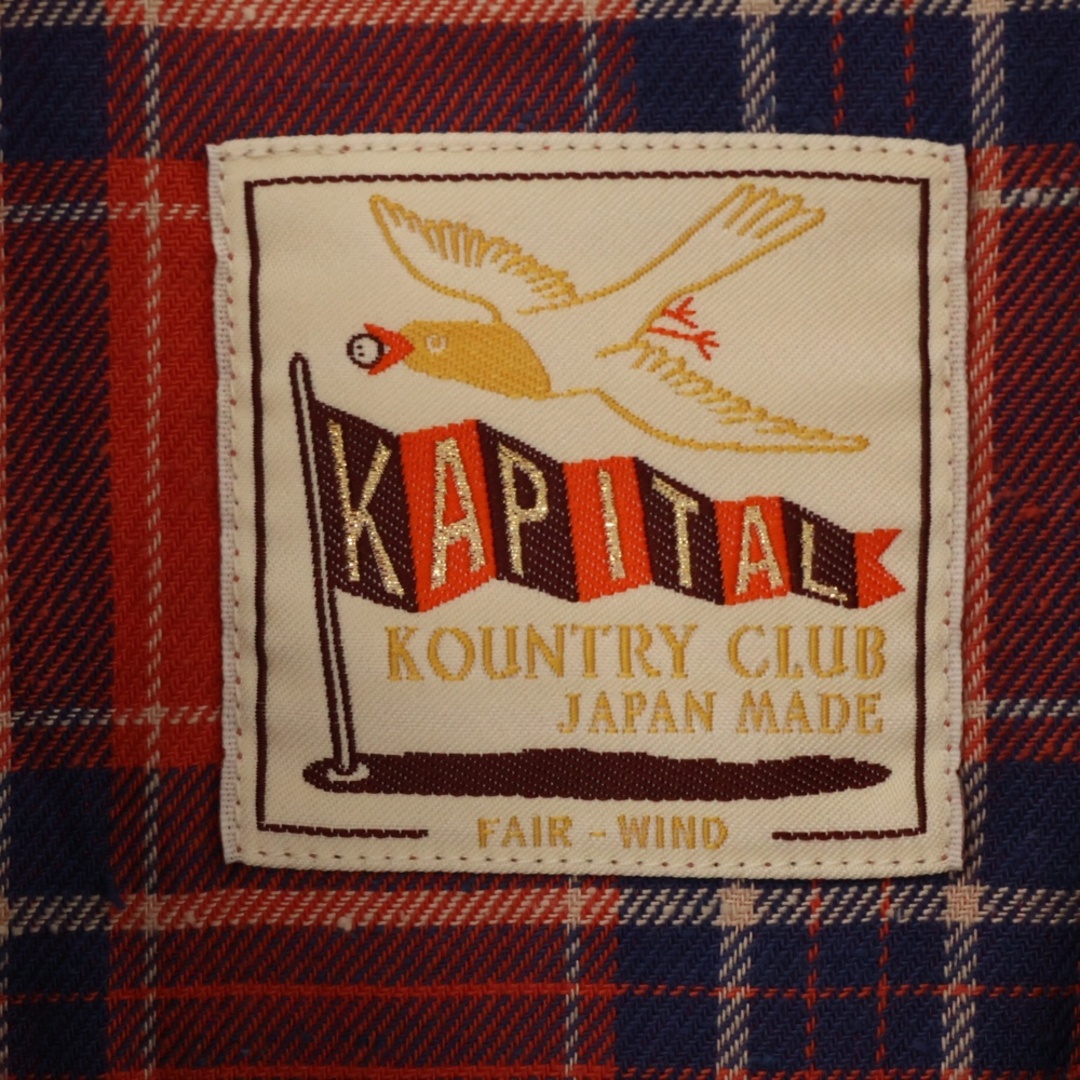 KAPITAL
KOUNTRY CLUB
JAPAN MADE
FAIR - WIND